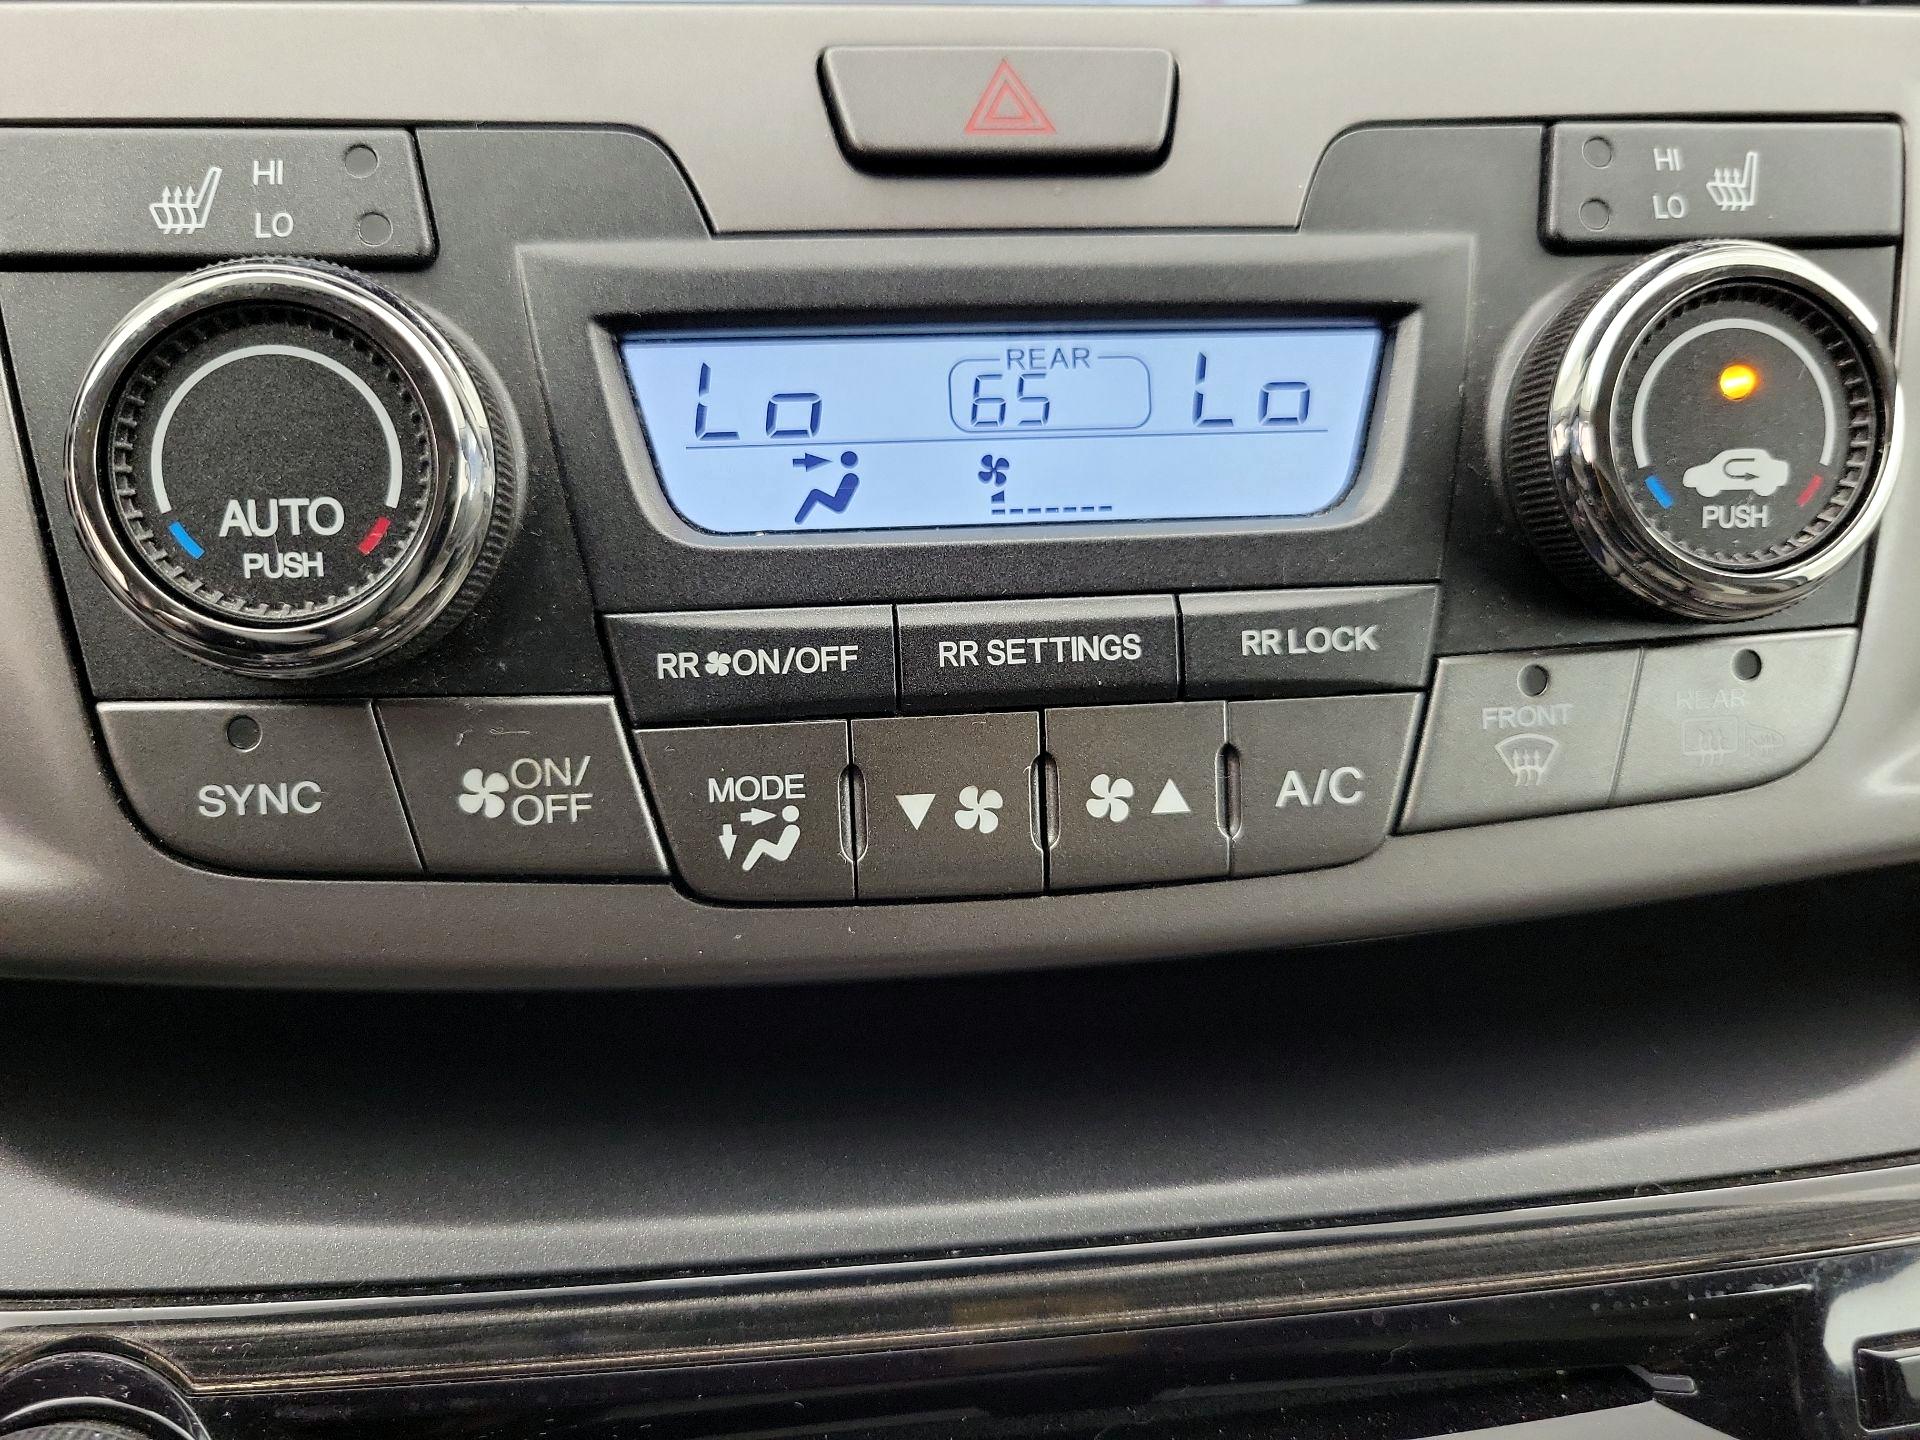 HI
LO
HI
LO
REAR
Lo 65 Lo
AUTO
PUSH
PUSH
RR ON/OFF
RR SETTINGS
RR LOCK
SYNC
ON/
OFF
MODE
A/C
FRONT
REAR